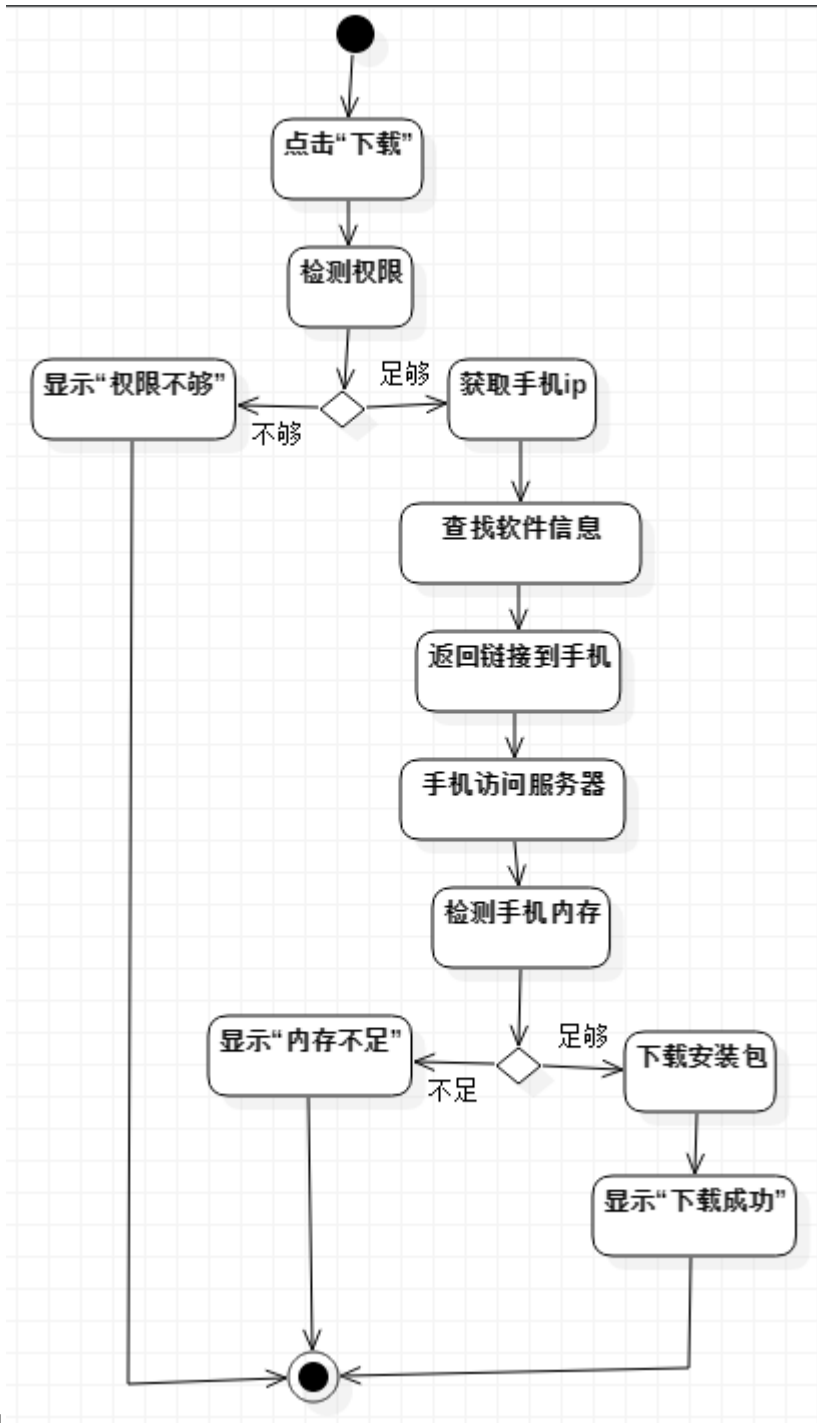 点击“下载”
检测权限
显示“权限不够”
足够
获取手机ip
不够
查找软件信息
返回链接到手机
手机访问服务器
检测手机内存
显示“内存不足”
足够
下载安装包
不足
显示“下载成功”